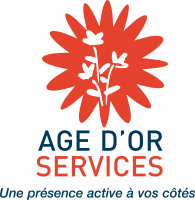 AGE D'OR
SERVICES
Une présence active à vos côtés